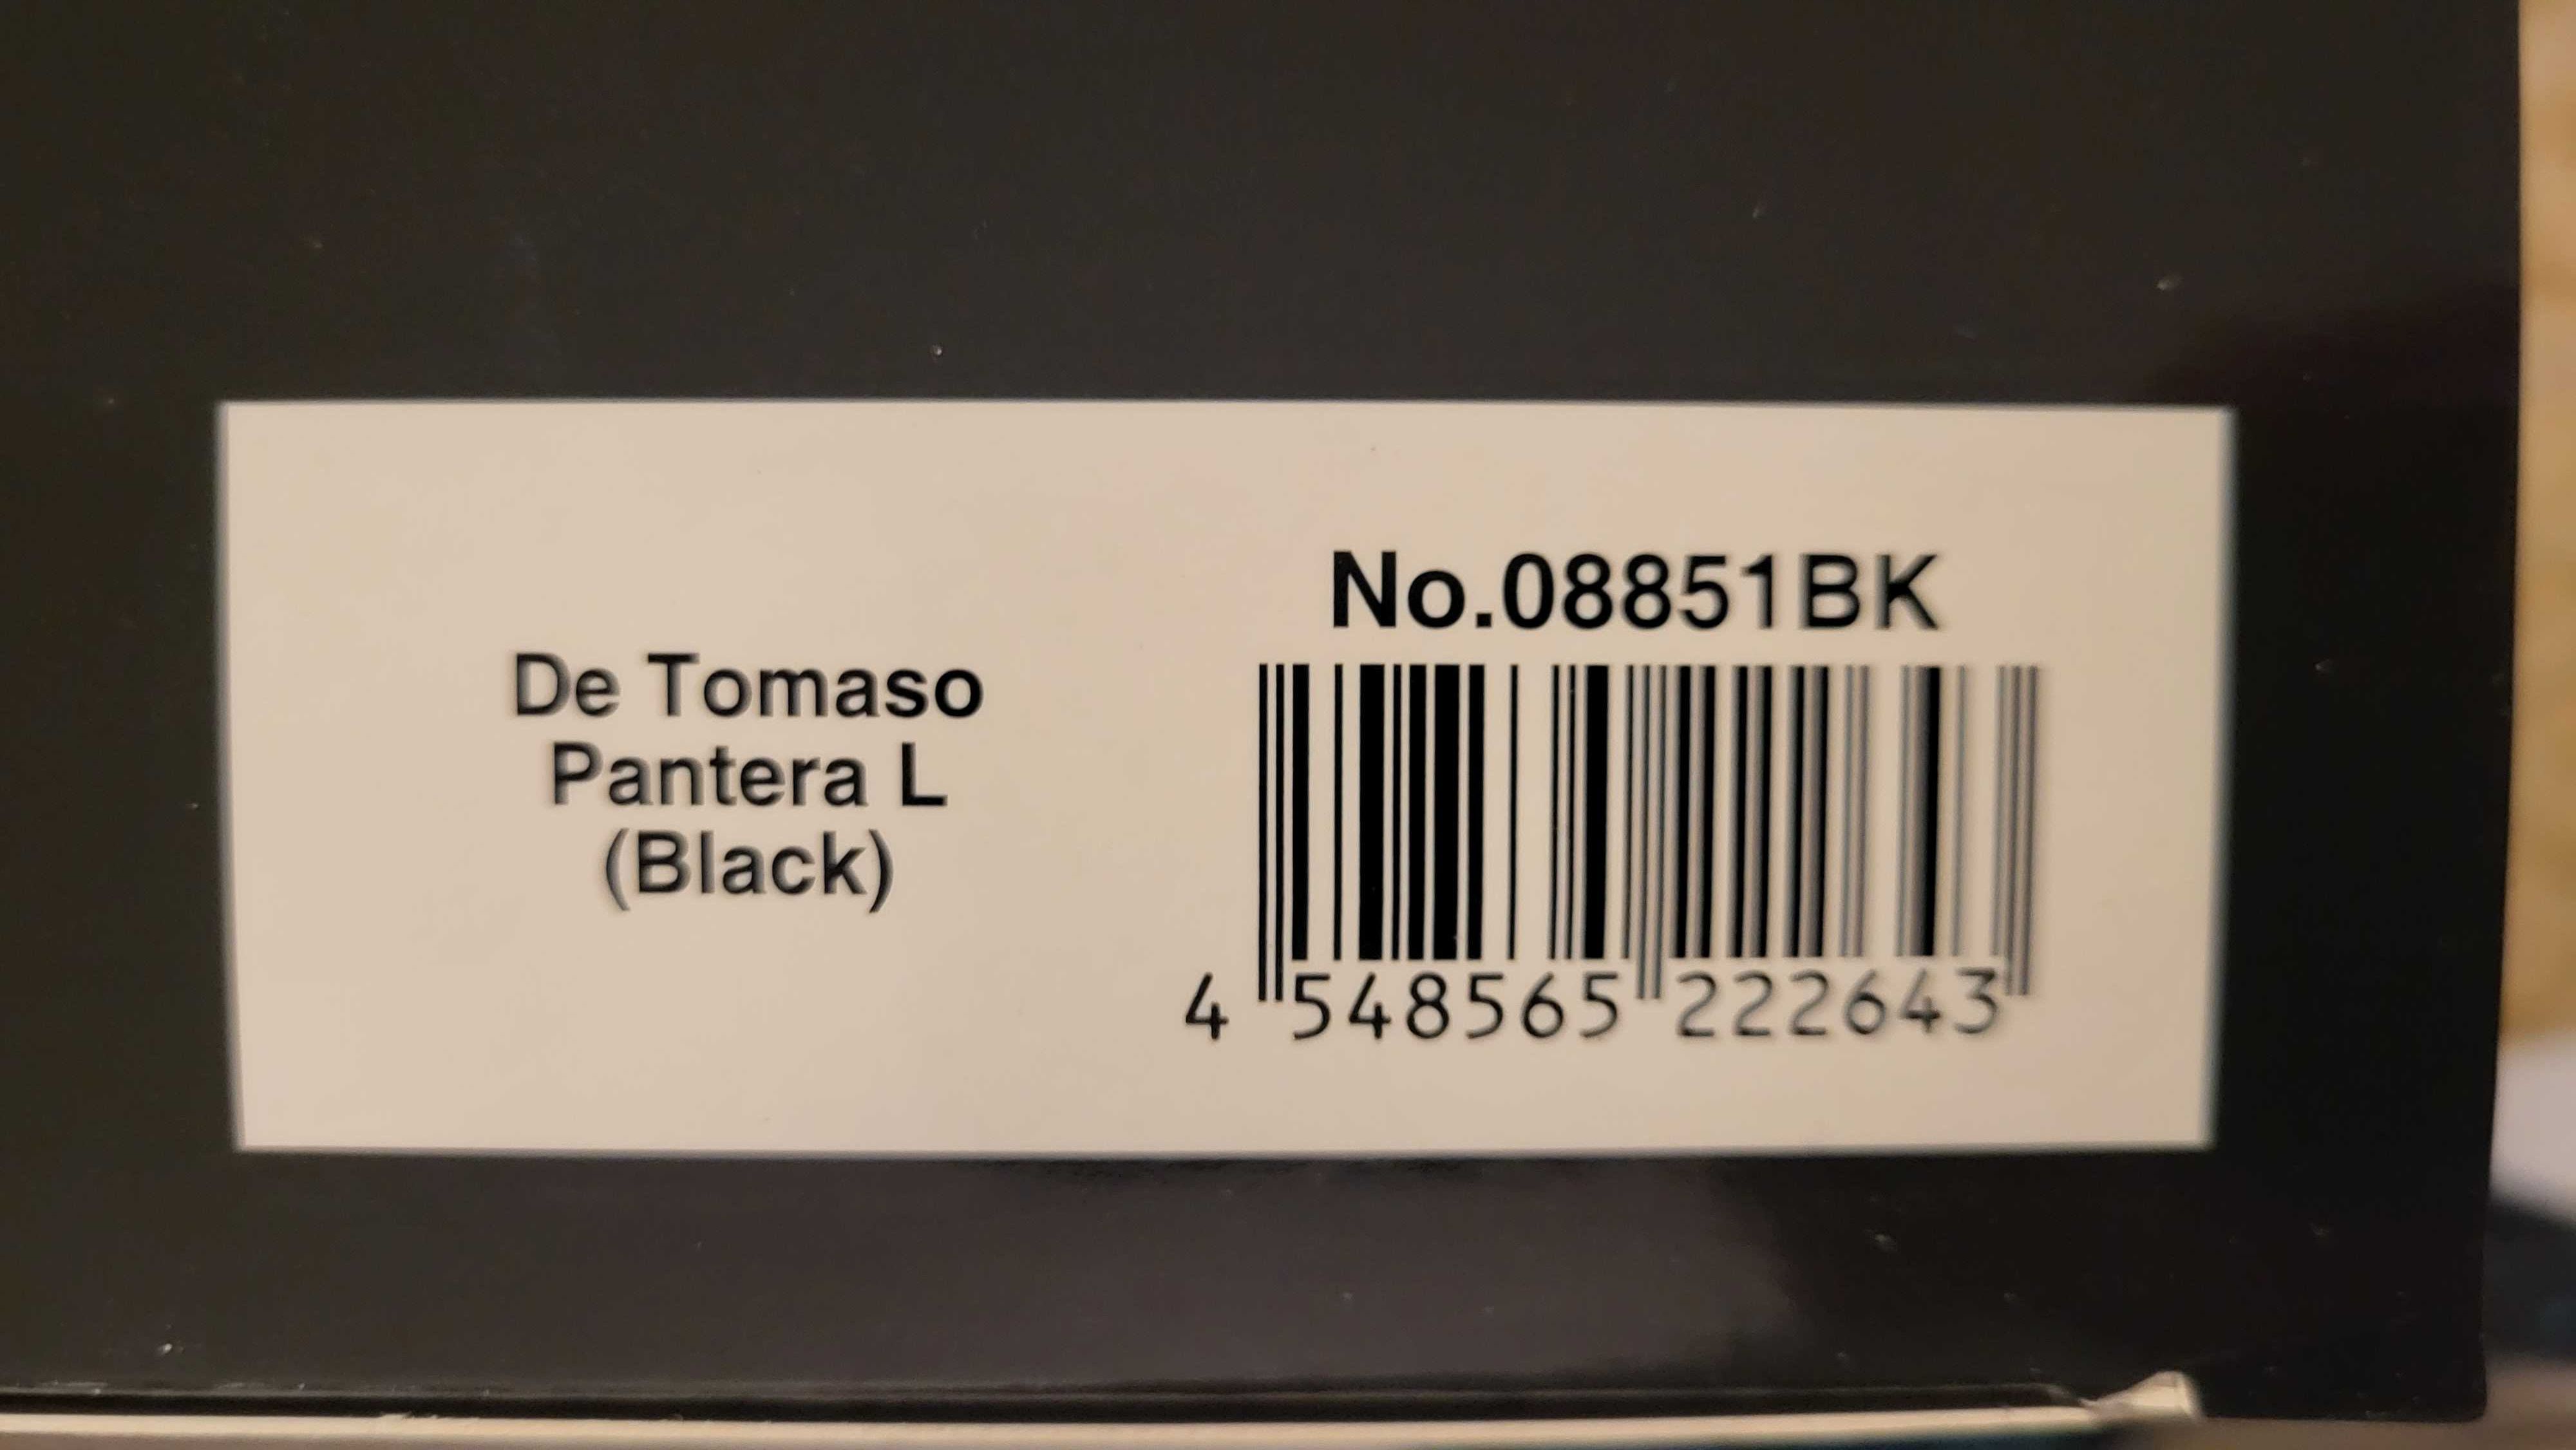 De Tomaso
Pantera L
(Black)
No.08851BK
4 548565 222643